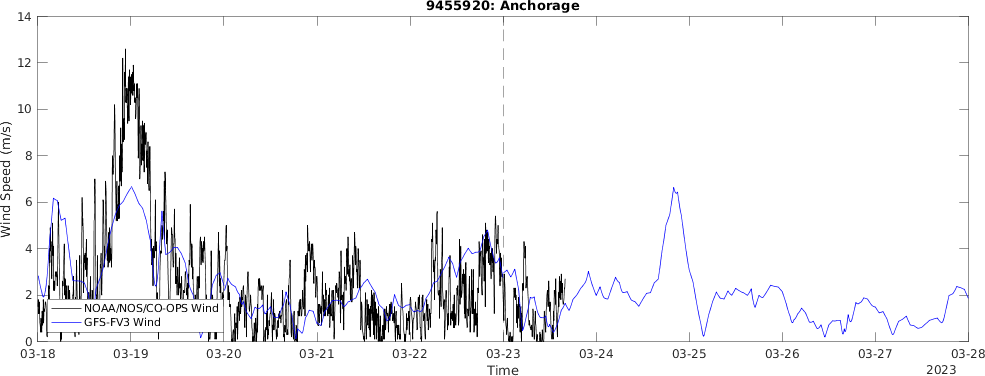 9455920: Anchorage
14
12
10
8
6
4
2
0
Wind Speed (m/s)
NOAA/NOS/CO-OPS Wind
GFS-FV3 Wind
03-18 03-19 03-20 03-21 03-22 03-23 03-24 03-25 03-26 03-27 03-28
Time
2023